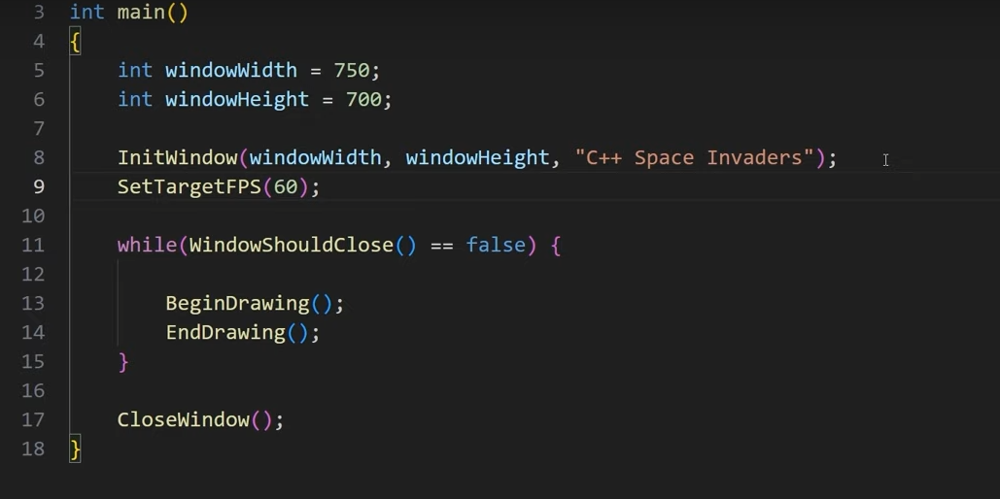 3 int main()
4 {
5 int windowWidth = 750;
6 int windowHeight = 700;
7
8 InitWindow(windowWidth, windowHeight, "C++ Space Invaders");
9 SetTargetFPS(60);
10
11 while(WindowShouldClose() == false) {
12
13 BeginDrawing();
14 EndDrawing();
15 }
16
17 CloseWindow();
18 }